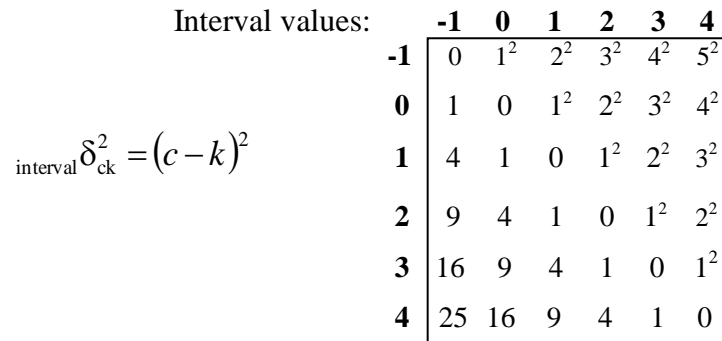 Interval values: -1 0 1 2 3 4
-1 0 1² 2² 3² 4² 5²
0 1 0 1² 2² 3² 4²
interval δ²ck = (c − k)² 1 4 1 0 1² 2² 3²
2 9 4 1 0 1² 2²
3 16 9 4 1 0 1²
4 25 16 9 4 1 0